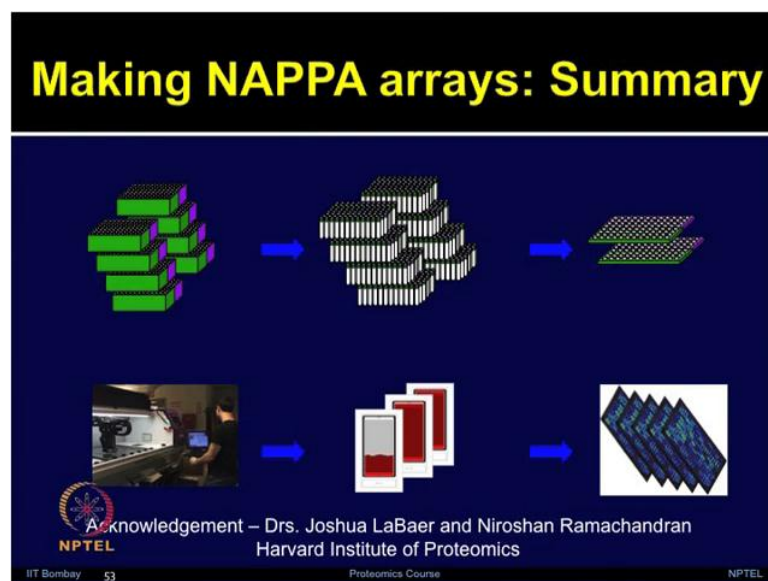 Making NAPPA arrays: Summary
Acknowledgement – Drs. Joshua LaBaer and Niroshan Ramachandran
Harvard Institute of Proteomics
NPTEL
IIT Bombay 53 Proteomics Course NPTEL